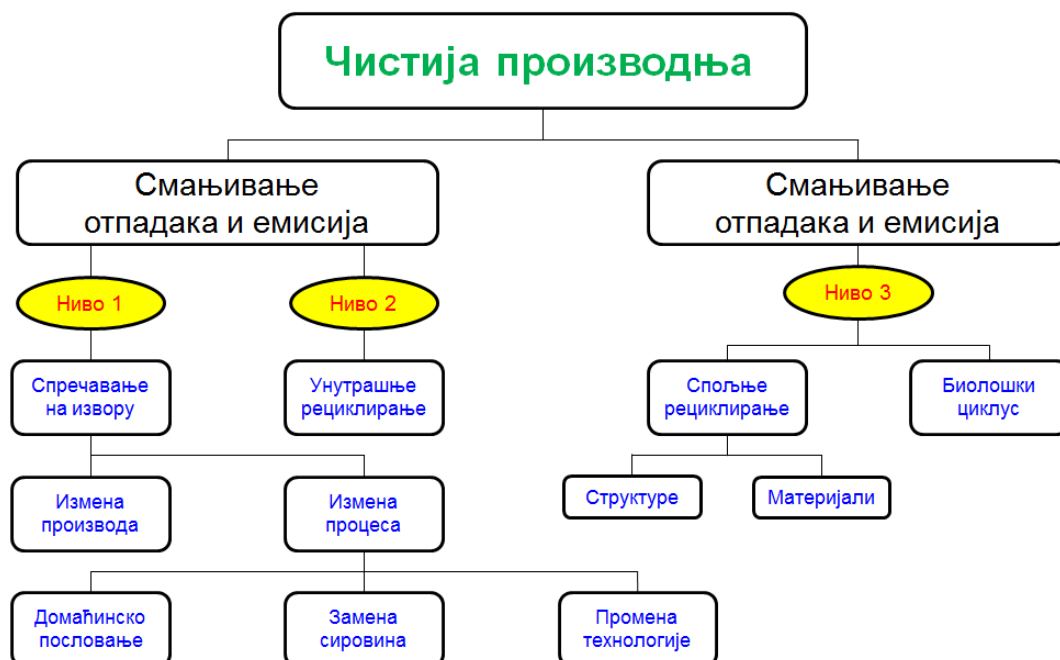 Чистија производња
Смањивање
отпадака и емисија
Смањивање
отпадака и емисија
Ниво 1
Ниво 2
Ниво 3
Спречавање
на извору
Унутрашње
рециклирање
Спољње
рециклирање
Биолошки
циклус
Измена
производа
Измена
процеса
Структуре
Материјали
Домаћинско
пословање
Замена
сировина
Промена
технологије